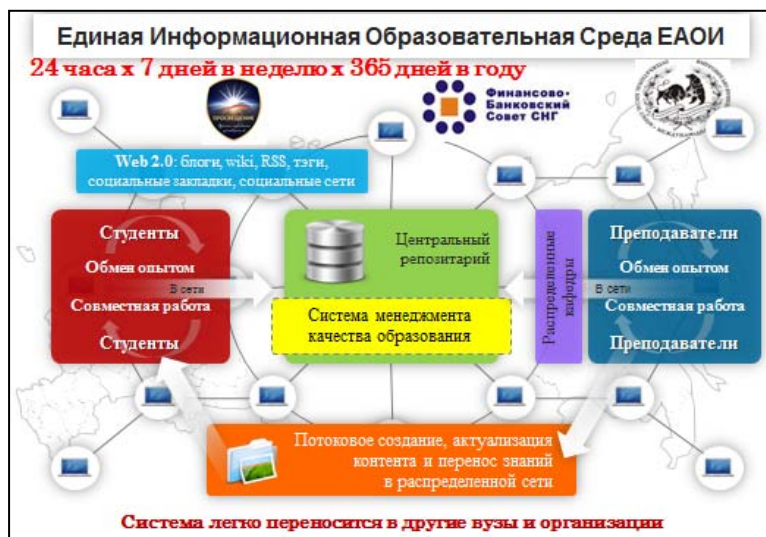 Единая Информационная Образовательная Среда ЕАОИ
24 часа x 7 дней в неделю x 365 дней в году
ПРОСВЕЩЕНИЕ
Финансово-
Банковский
Совет СНГ
Web 2.0: блоги, wiki, RSS, тэги,
социальные закладки, социальные сети
Студенты
Обмен опытом
В сети
Совместная работа
Студенты
Центральный
репозитарий
Система менеджмента
качества образования
Распределенные
кафедры
Преподаватели
Обмен опытом
В сети
Совместная работа
Преподаватели
Потоковое создание, актуализация
контента и перенос знаний
в распределенной сети
Система легко переносится в другие вузы и организации